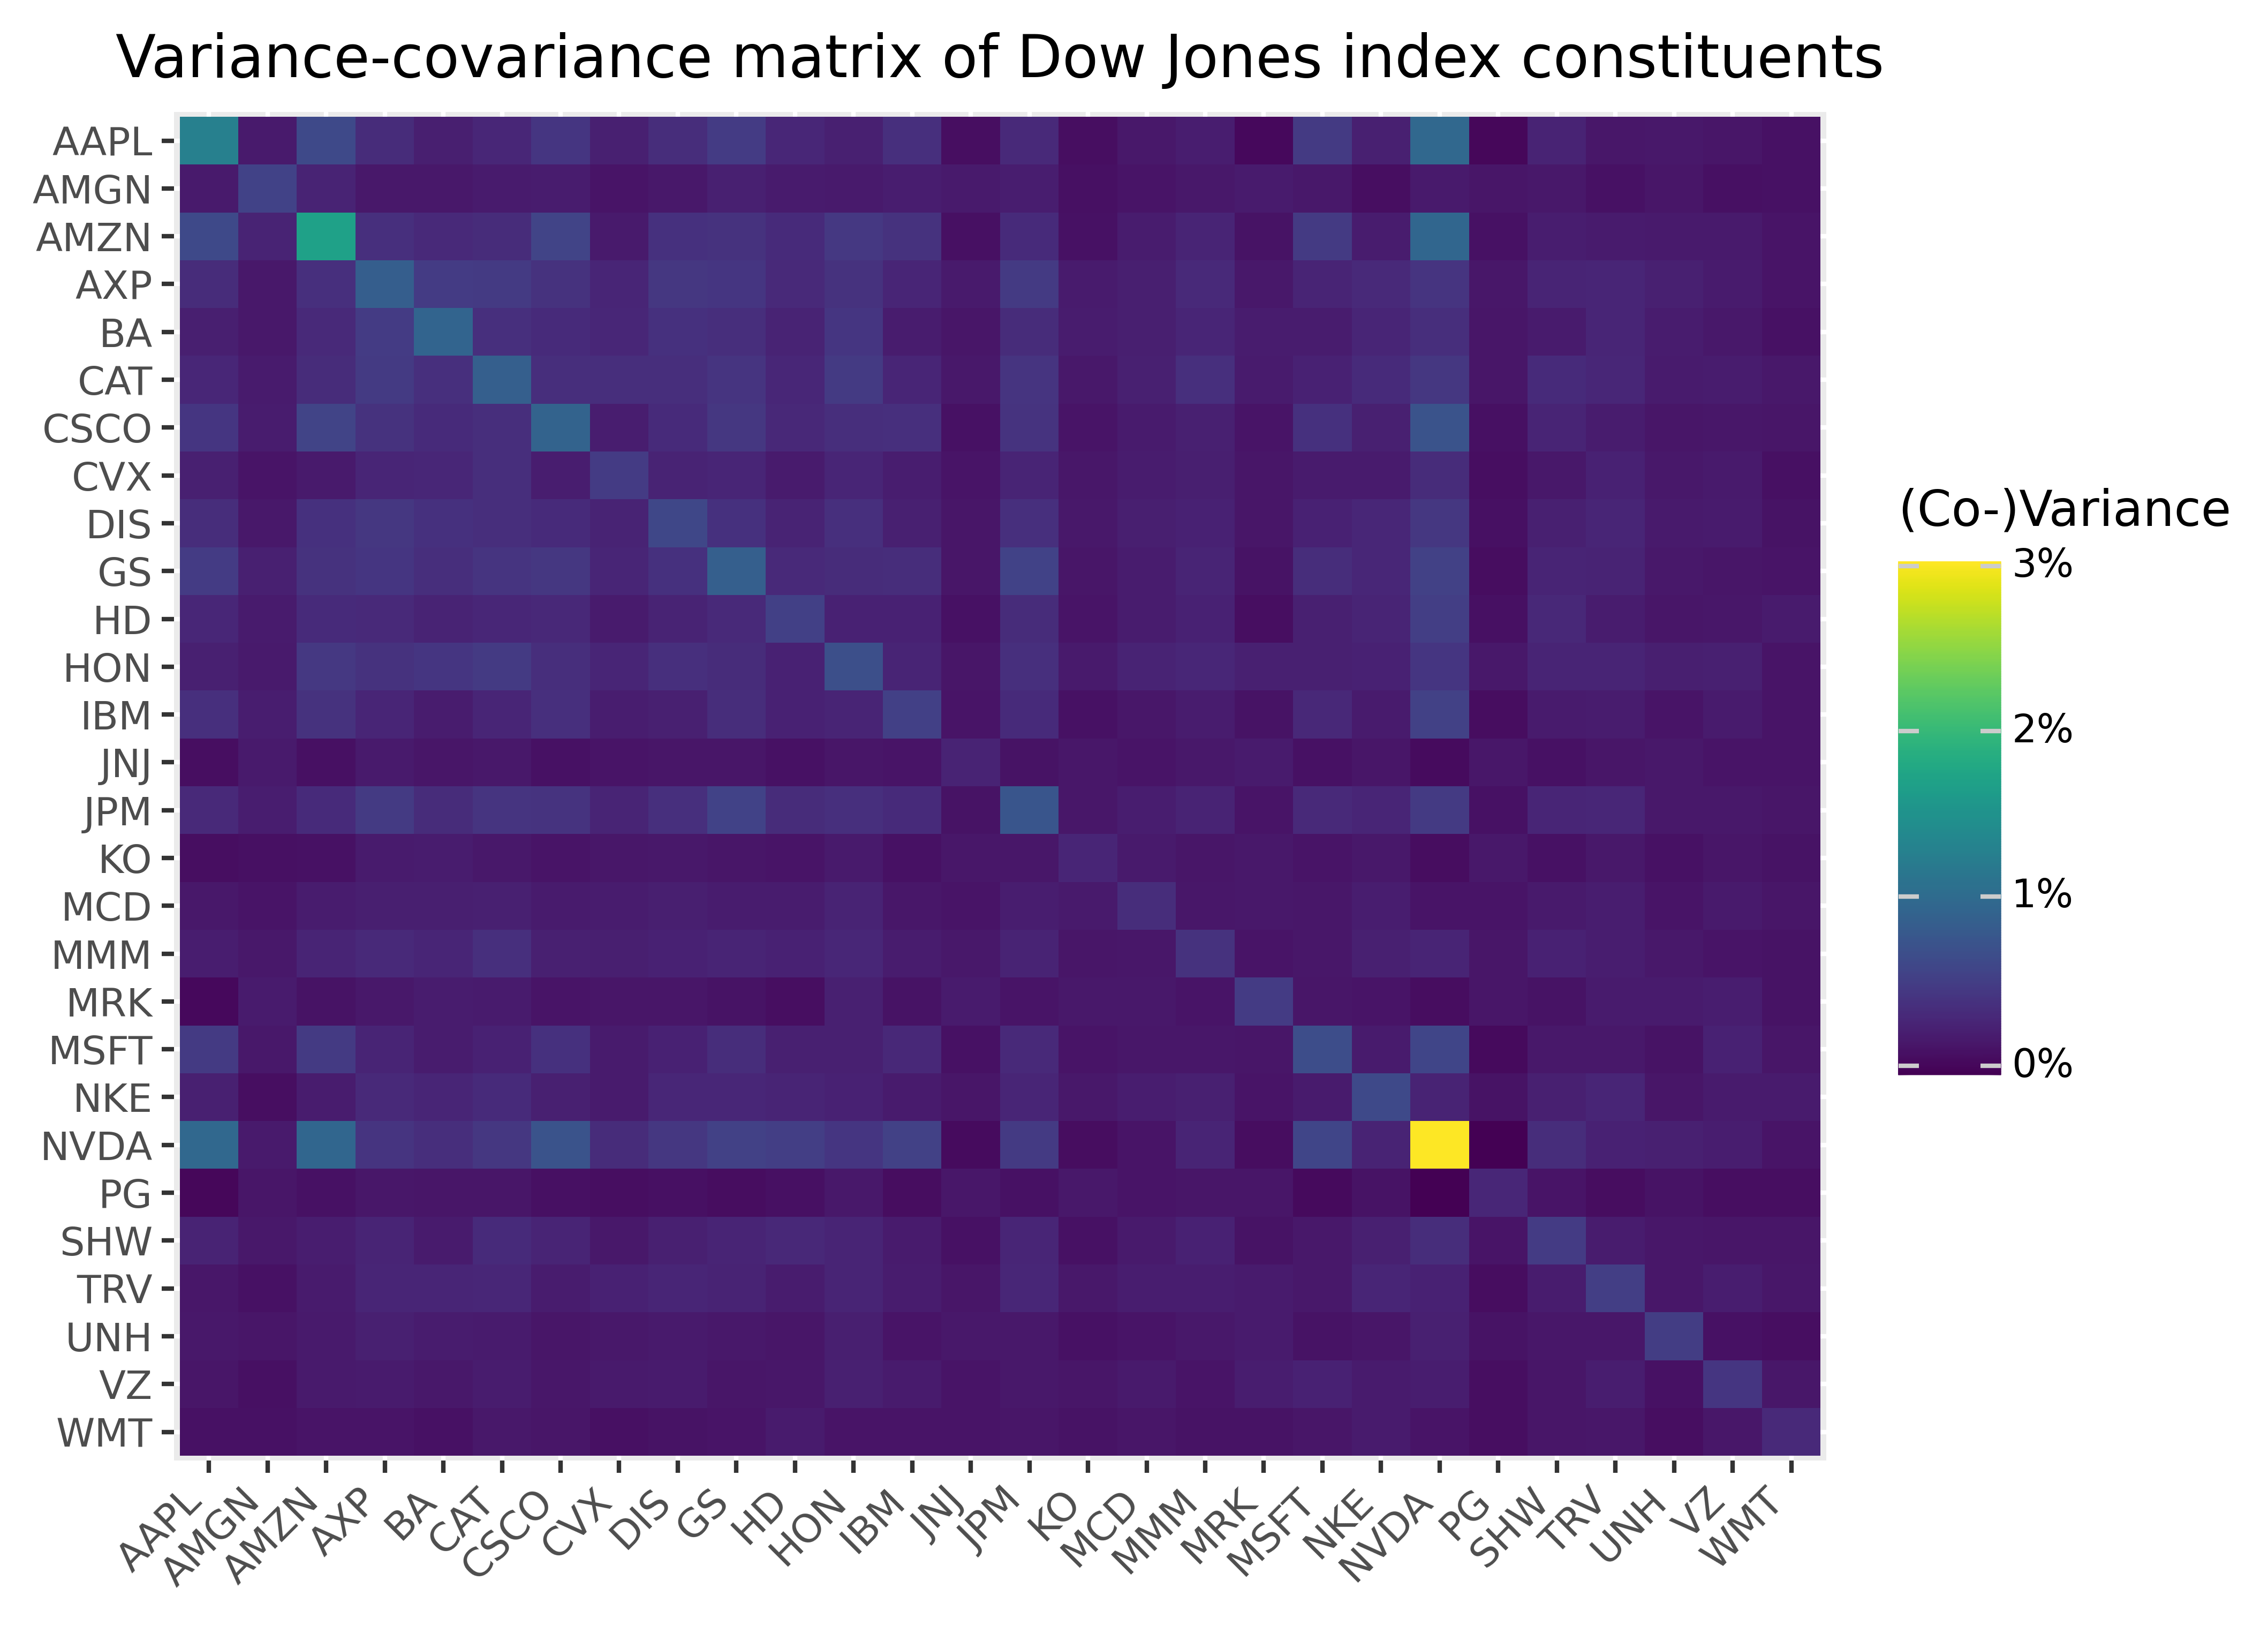 Variance-covariance matrix of Dow Jones index constituents
AAPL
AMGN
AMZN
AXP
BA
CAT
CSCO
CVX
DIS
GS
HD
HON
IBM
JNJ
JPM
KO
MCD
MMM
MRK
MSFT
NKE
NVDA
PG
SHW
TRV
UNH
VZ
WMT
AAPL
AMGN
AMZN
AXP
BA
CAT
CSCO
CVX
DIS
GS
HD
HON
IBM
JNJ
JPM
KO
MCD
MMM
MRK
MSFT
NKE
NVDA
PG
SHW
TRV
UNH
VZ
WMT
(Co-)Variance
3%
2%
1%
0%